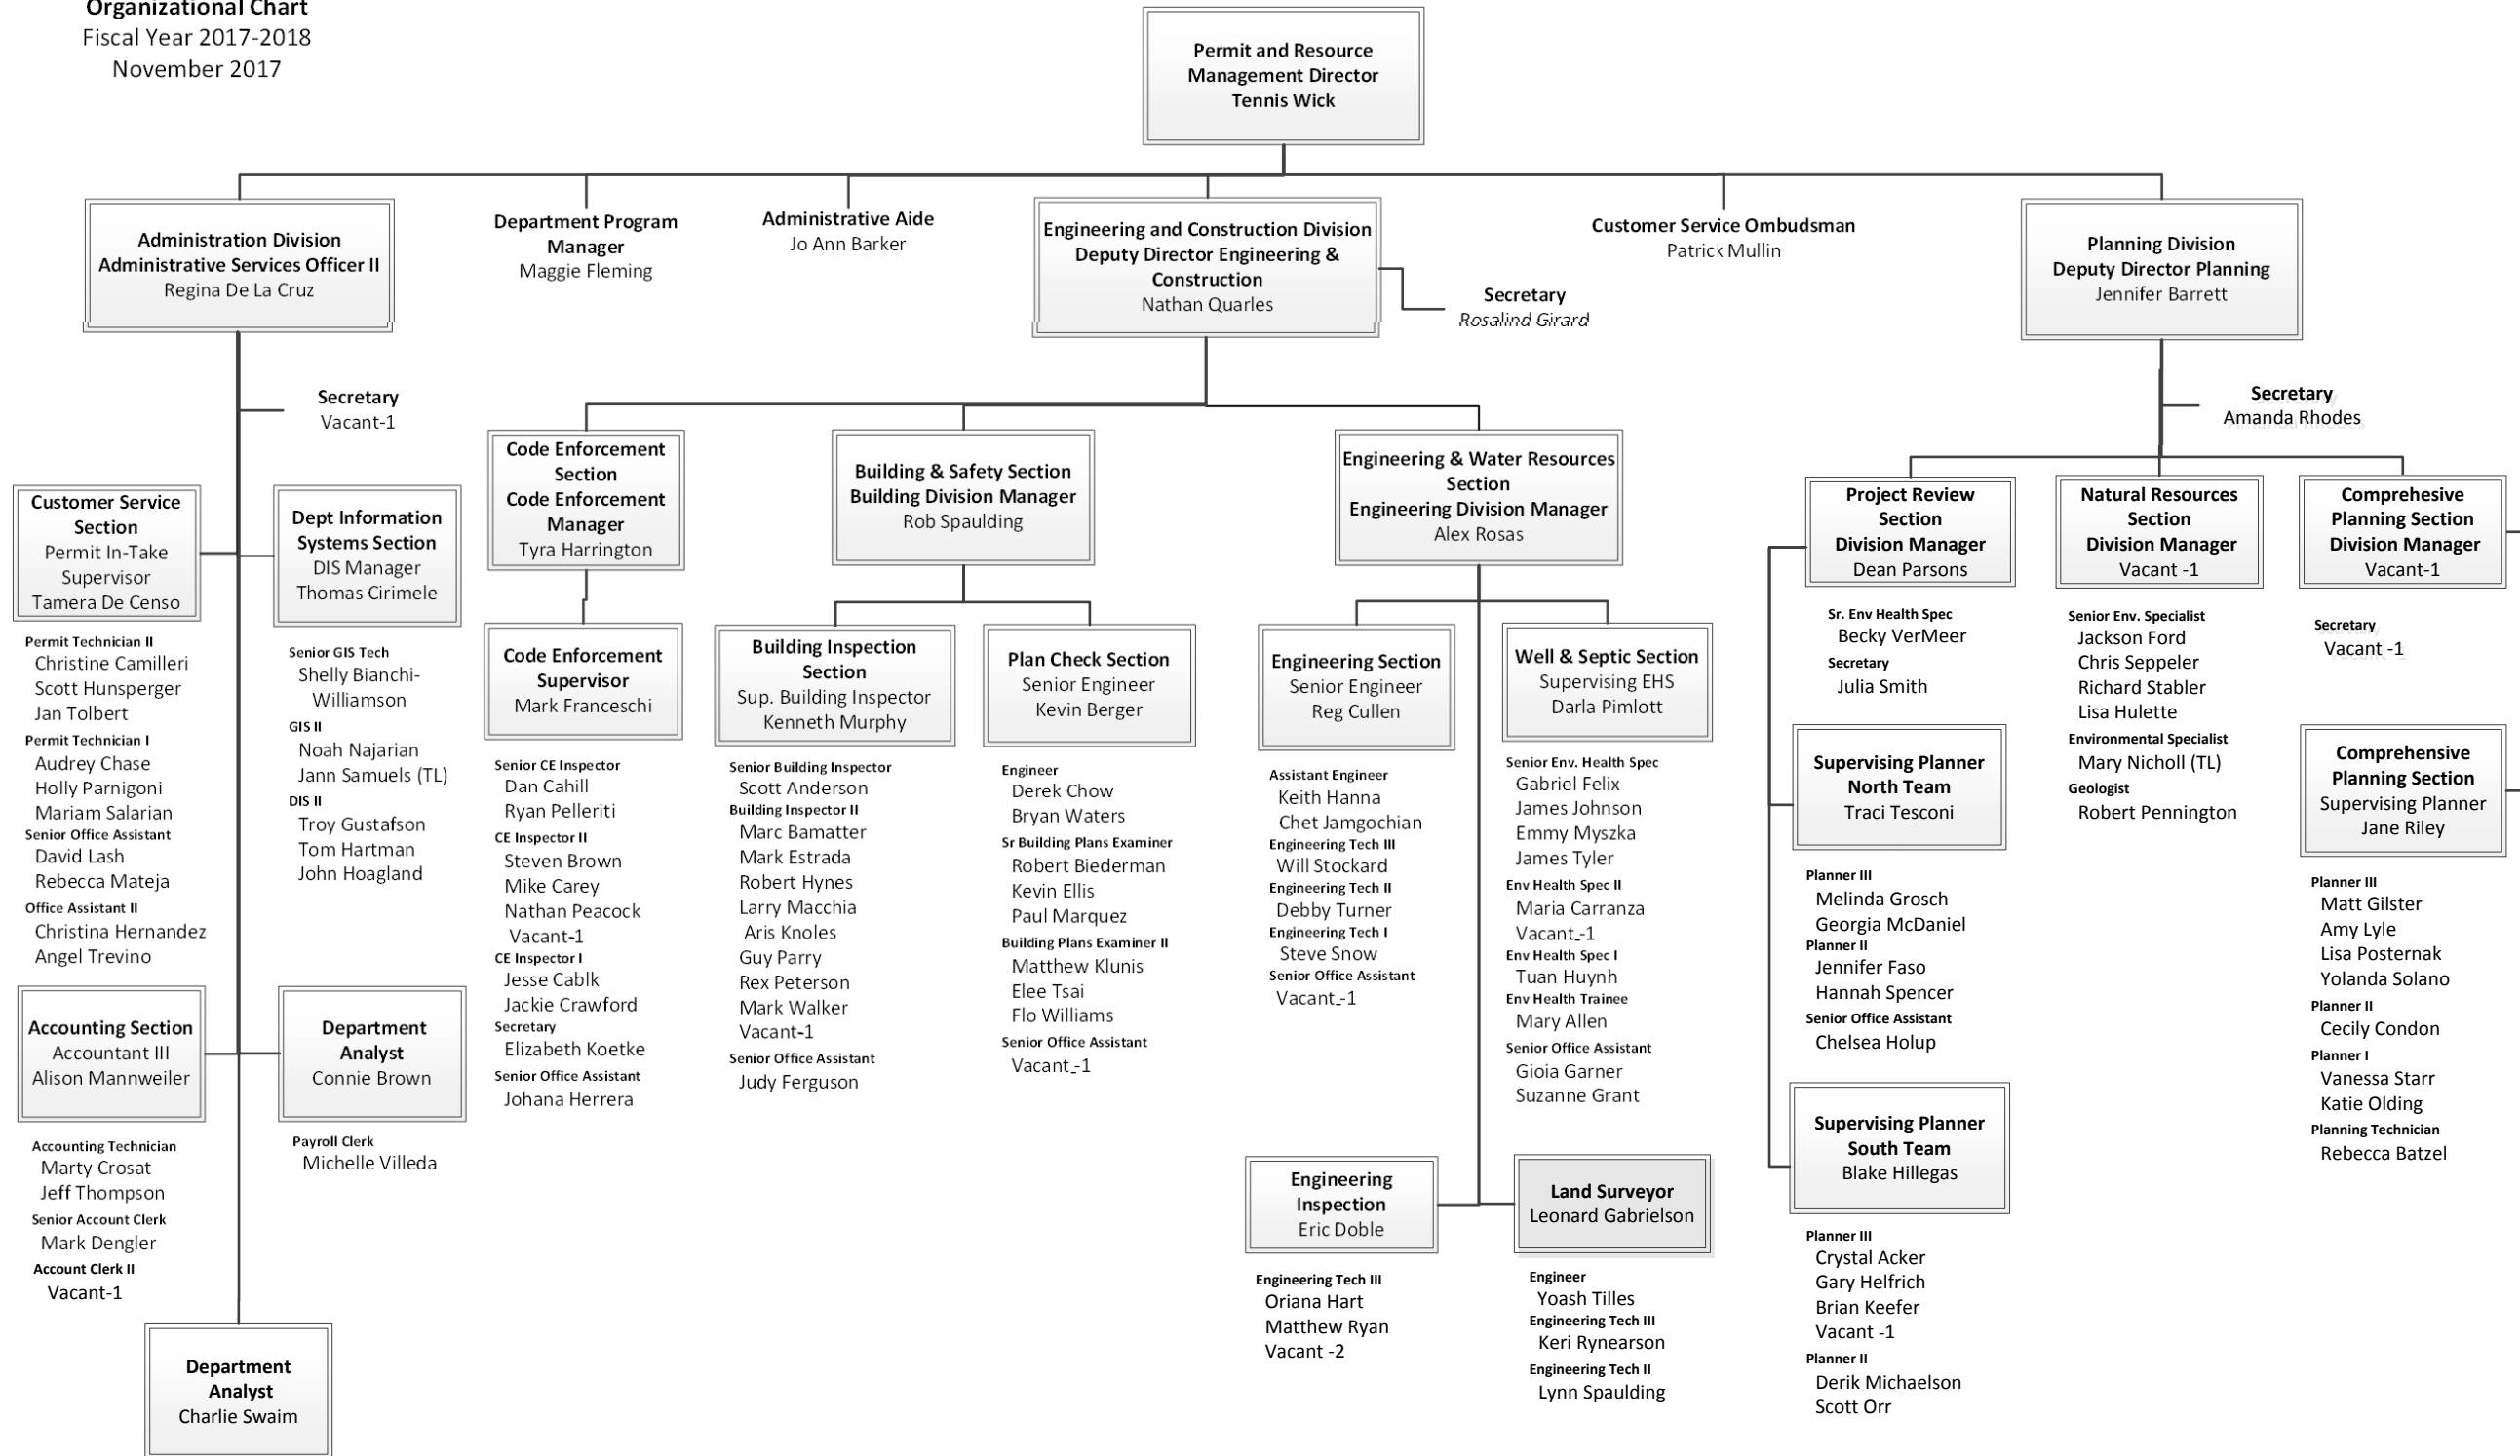 Organizational Chart
Fiscal Year 2017-2018
November 2017
Permit and Resource
Management Director
Tennis Wick
Administration Division
Administrative Services Officer II
Regina De La Cruz
Department Program
Manager
Maggie Fleming
Administrative Aide
Jo Ann Barker
Engineering and Construction Division
Deputy Director Engineering &
Construction
Nathan Quarles
Secretary
Rosalind Girard
Customer Service Ombudsman
Patrick Mullin
Planning Division
Deputy Director Planning
Jennifer Barrett
Secretary
Vacant-1
Secretary
Amanda Rhodes
Customer Service
Section
Permit In-Take
Supervisor
Tamera De Censo
Permit Technician II
Christine Camilleri
Scott Hunsperger
Jan Tolbert
Permit Technician I
Audrey Chase
Holly Parnigoni
Mariam Salarian
Senior Office Assistant
David Lash
Rebecca Mateja
Office Assistant II
Christina Hernandez
Angel Trevino
Dept Information
Systems Section
DIS Manager
Thomas Cirimele
Senior GIS Tech
Shelly Bianchi-
Williamson
GIS II
Noah Najarian
Jann Samuels (TL)
DIS II
Troy Gustafson
Tom Hartman
John Hoagland
Accounting Section
Accountant III
Alison Mannweiler
Accounting Technician
Marty Crosat
Jeff Thompson
Senior Account Clerk
Mark Dengler
Account Clerk II
Vacant-1
Department
Analyst
Connie Brown
Payroll Clerk
Michelle Villeda
Department
Analyst
Charlie Swaim
Code Enforcement
Section
Code Enforcement
Manager
Tyra Harrington
Code Enforcement
Supervisor
Mark Franceschi
Senior CE Inspector
Dan Cahill
Ryan Pelleriti
CE Inspector II
Steven Brown
Mike Carey
Nathan Peacock
Vacant-1
CE Inspector I
Jesse Cablk
Jackie Crawford
Secretary
Elizabeth Koetke
Senior Office Assistant
Johana Herrera
Building & Safety Section
Building Division Manager
Rob Spaulding
Building Inspection
Section
Sup. Building Inspector
Kenneth Murphy
Senior Building Inspector
Scott Anderson
Building Inspector II
Marc Bamatter
Mark Estrada
Robert Hynes
Larry Macchia
Aris Knoles
Guy Parry
Rex Peterson
Mark Walker
Vacant-1
Senior Office Assistant
Judy Ferguson
Plan Check Section
Senior Engineer
Kevin Berger
Engineer
Derek Chow
Bryan Waters
Sr Building Plans Examiner
Robert Biederman
Kevin Ellis
Paul Marquez
Building Plans Examiner II
Matthew Klunis
Elee Tsai
Flo Williams
Senior Office Assistant
Vacant -1
Engineering & Water Resources
Section
Engineering Division Manager
Alex Rosas
Engineering Section
Senior Engineer
Reg Cullen
Assistant Engineer
Keith Hanna
Chet Jamgochian
Engineering Tech III
Will Stockard
Engineering Tech II
Debby Turner
Engineering Tech I
Steve Snow
Senior Office Assistant
Vacant -1
Well & Septic Section
Supervising EHS
Darla Pimlott
Senior Env. Health Spec
Gabriel Felix
James Johnson
Emmy Myszka
James Tyler
Env Health Spec II
Maria Carranza
Vacant -1
Env Health Spec I
Tuan Huynh
Env Health Trainee
Mary Allen
Senior Office Assistant
Gioia Garner
Suzanne Grant
Engineering
Inspection
Eric Doble
Engineering Tech III
Oriana Hart
Matthew Ryan
Vacant -2
Land Surveyor
Leonard Gabrielson
Engineer
Yoash Tilles
Engineering Tech III
Keri Rynearson
Engineering Tech II
Lynn Spaulding
Project Review
Section
Division Manager
Dean Parsons
Sr. Env Health Spec
Becky VerMeer
Secretary
Julia Smith
Supervising Planner
North Team
Traci Tesconi
Planner III
Melinda Grosch
Georgia McDaniel
Planner II
Jennifer Faso
Hannah Spencer
Senior Office Assistant
Chelsea Holup
Supervising Planner
South Team
Blake Hillegas
Planner III
Crystal Acker
Gary Helfrich
Brian Keefer
Vacant -1
Planner II
Derik Michaelson
Scott Orr
Natural Resources
Section
Division Manager
Vacant -1
Senior Env. Specialist
Jackson Ford
Chris Seppeler
Richard Stabler
Lisa Hulette
Environmental Specialist
Mary Nicholl (TL)
Geologist
Robert Pennington
Comprehesive
Planning Section
Division Manager
Vacant-1
Secretary
Vacant -1
Comprehensive
Planning Section
Supervising Planner
Jane Riley
Planner III
Matt Gilster
Amy Lyle
Lisa Posternak
Yolanda Solano
Planner II
Cecily Condon
Planner I
Vanessa Starr
Katie Olding
Planning Technician
Rebecca Batzel